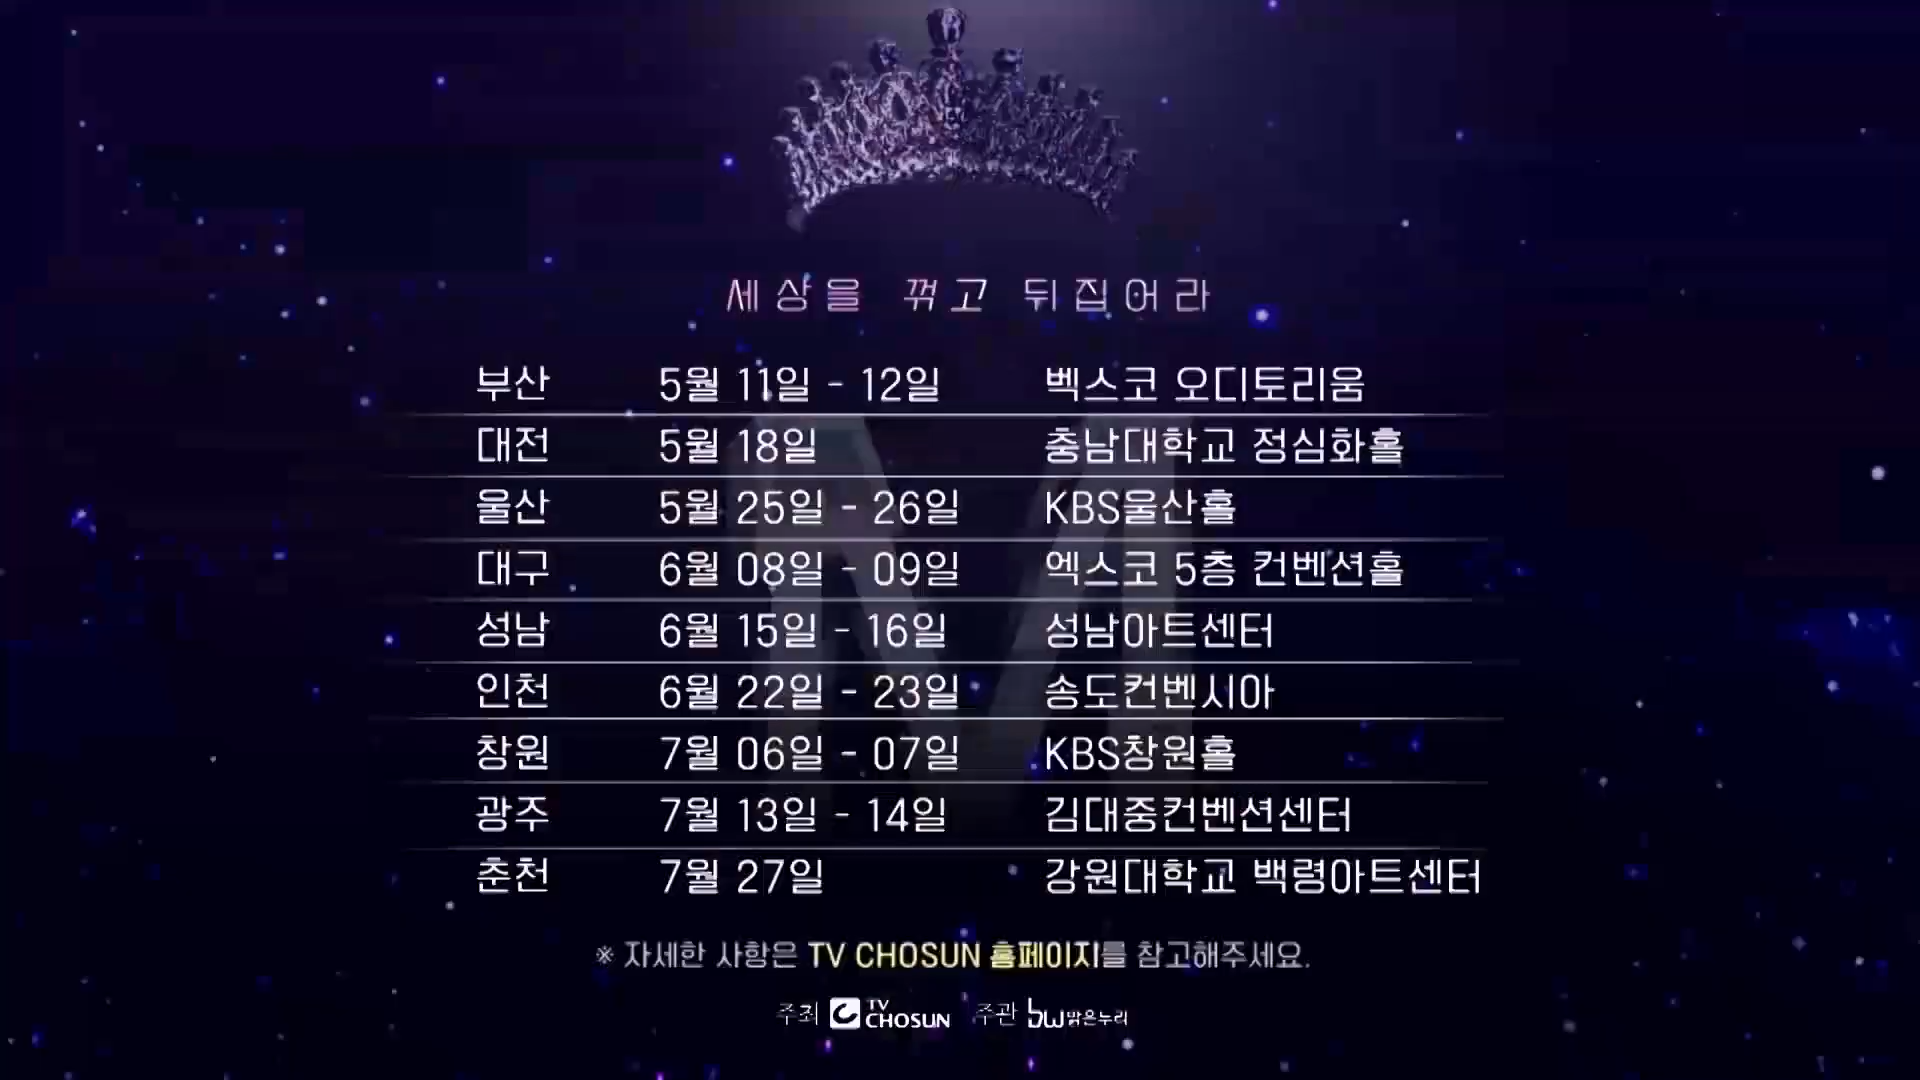 세상을 꺾고 뒤집어라
부산 5월 11일 - 12일 벡스코 오디토리움
대전 5월 18일 충남대학교 정심화홀
울산 5월 25일 - 26일 KBS울산홀
대구 6월 08일 - 09일 엑스코 5층 컨벤션홀
성남 6월 15일 - 16일 성남아트센터
인천 6월 22일 - 23일 송도컨벤시아
창원 7월 06일 - 07일 KBS창원홀
광주 7월 13일 - 14일 김대중컨벤션센터
춘천 7월 27일 강원대학교 백령아트센터
※ 자세한 사항은 TV CHOSUN 홈페이지를 참고해주세요.
주최 TV CHOSUN 주관 bw맑은누리